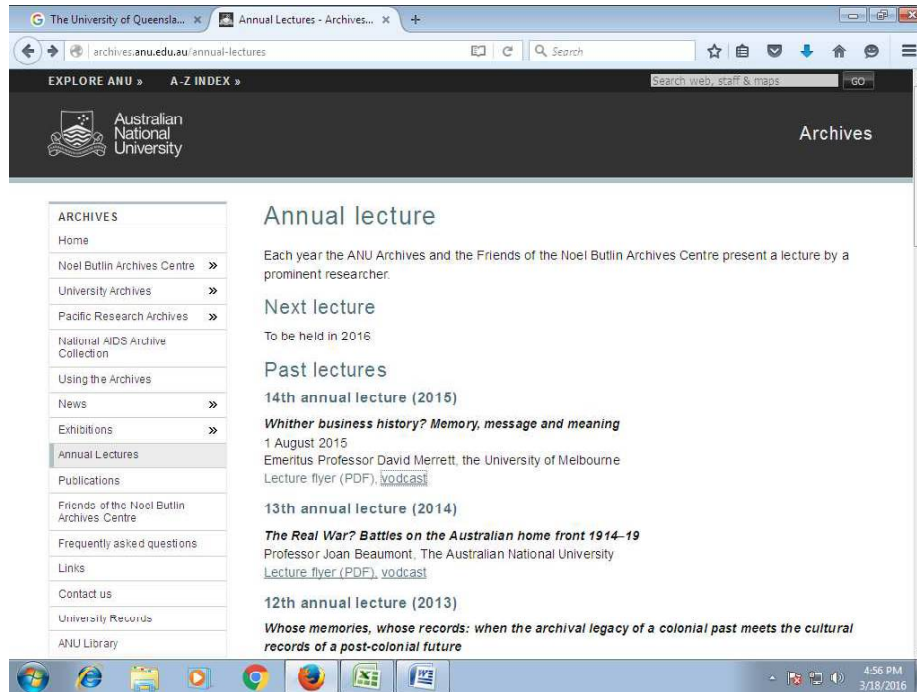 The University of Queensla... ×
Annual Lectures - Archives... ×
+
archives.anu.edu.au/annual-lectures
Search
EXPLORE ANU »
A-Z INDEX »
Search web, staff & maps
GO
Australian
National
University
Archives
ARCHIVES
Home
Noel Butlin Archives Centre »
University Archives »
Pacific Research Archives »
National AIDS Archive
Collection
Using the Archives
News »
Exhibitions »
Annual Lectures
Publications
Friends of the Noel Butlin
Archives Centre
Frequently asked questions
Links
Contact us
University Records
ANU Library
Annual lecture
Each year the ANU Archives and the Friends of the Noel Butlin Archives Centre present a lecture by a
prominent researcher.
Next lecture
To be held in 2016
Past lectures
14th annual lecture (2015)
Whither business history? Memory, message and meaning
1 August 2015
Emeritus Professor David Merrett, the University of Melbourne
Lecture flyer (PDF), vodcast
13th annual lecture (2014)
The Real War? Battles on the Australian home front 1914–19
Professor Joan Beaumont, The Australian National University
Lecture flyer (PDF), vodcast
12th annual lecture (2013)
Whose memories, whose records: when the archival legacy of a colonial past meets the cultural
records of a post-colonial future
4:56 PM
3/18/2016